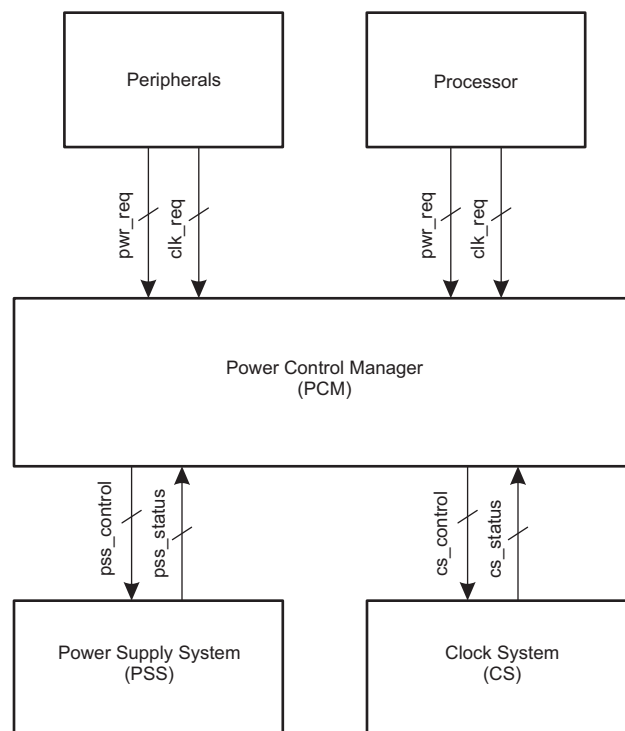 Peripherals
Processor
pwr_req
clk_req
pwr_req
clk_req
Power Control Manager
(PCM)
pss_control
pss_status
cs_control
cs_status
Power Supply System
(PSS)
Clock System
(CS)